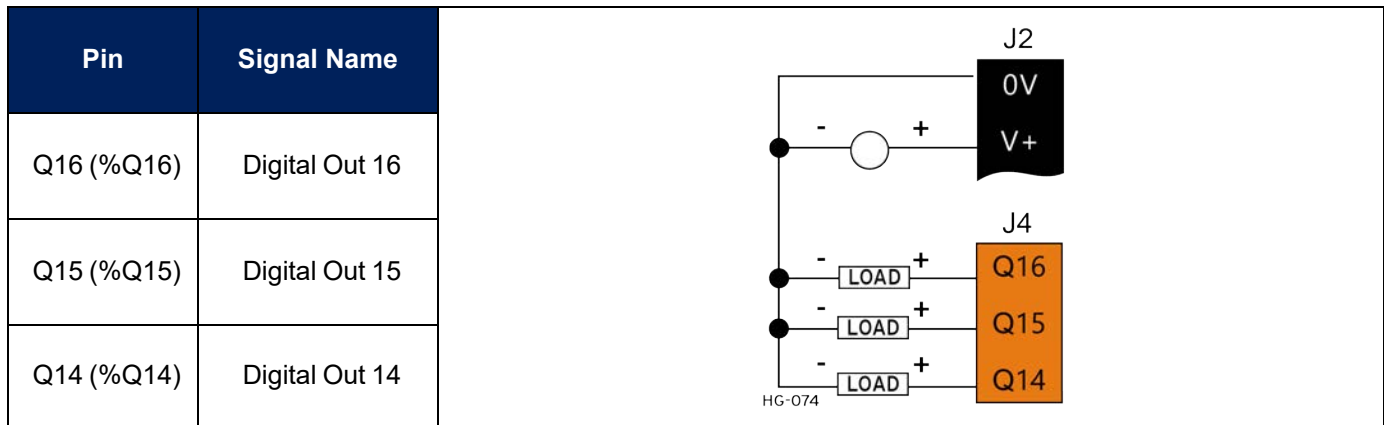 Pin Signal Name
Q16 (%Q16) Digital Out 16
Q15 (%Q15) Digital Out 15
Q14 (%Q14) Digital Out 14
J2
0V
- + V+
J4
- LOAD + Q16
- LOAD + Q15
- LOAD + Q14
HG-074